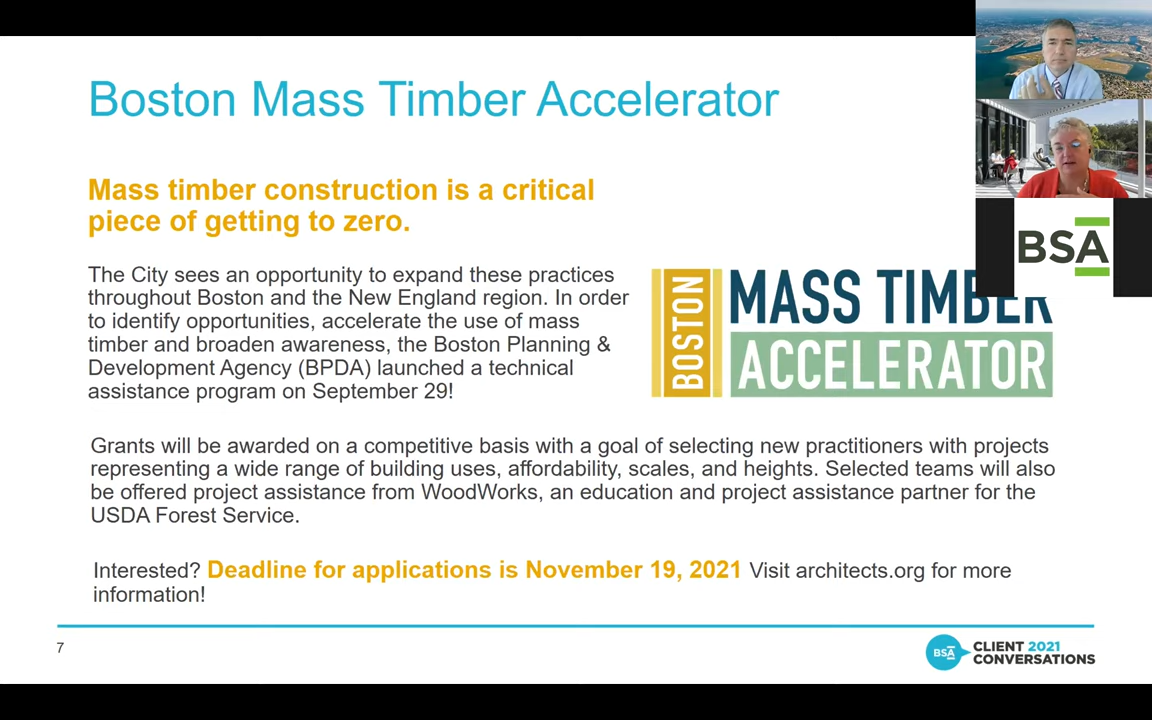 Boston Mass Timber Accelerator
Mass timber construction is a critical
piece of getting to zero.
The City sees an opportunity to expand these practices
throughout Boston and the New England region. In order
to identify opportunities, accelerate the use of mass
timber and broaden awareness, the Boston Planning &
Development Agency (BPDA) launched a technical
assistance program on September 29!
BSA
BOSTON
MASS TIMBER
ACCELERATOR
Grants will be awarded on a competitive basis with a goal of selecting new practitioners with projects
representing a wide range of building uses, affordability, scales, and heights. Selected teams will also
be offered project assistance from WoodWorks, an education and project assistance partner for the
USDA Forest Service.
Interested? Deadline for applications is November 19, 2021 Visit architects.org for more
information!
7
BSA
CLIENT 2021
CONVERSATIONS